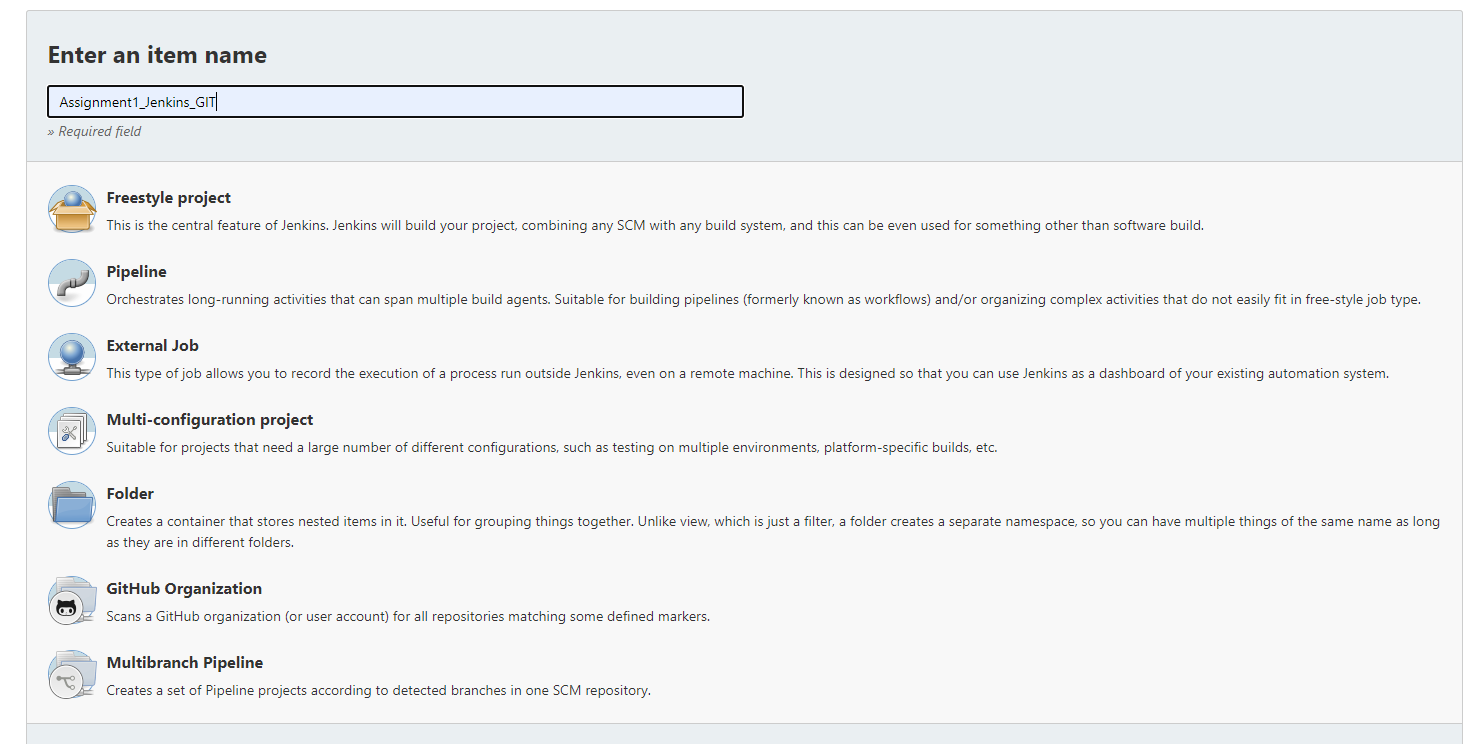 Enter an item name
Assignment1_Jenkins_GIT
» Required field
Freestyle project
This is the central feature of Jenkins. Jenkins will build your project, combining any SCM with any build system, and this can be even used for something other than software build.
Pipeline
Orchestrates long-running activities that can span multiple build agents. Suitable for building pipelines (formerly known as workflows) and/or organizing complex activities that do not easily fit in free-style job type.
External Job
This type of job allows you to record the execution of a process run outside Jenkins, even on a remote machine. This is designed so that you can use Jenkins as a dashboard of your existing automation system.
Multi-configuration project
Suitable for projects that need a large number of different configurations, such as testing on multiple environments, platform-specific builds, etc.
Folder
Creates a container that stores nested items in it. Useful for grouping things together. Unlike view, which is just a filter, a folder creates a separate namespace, so you can have multiple things of the same name as long
as they are in different folders.
GitHub Organization
Scans a GitHub organization (or user account) for all repositories matching some defined markers.
Multibranch Pipeline
Creates a set of Pipeline projects according to detected branches in one SCM repository.